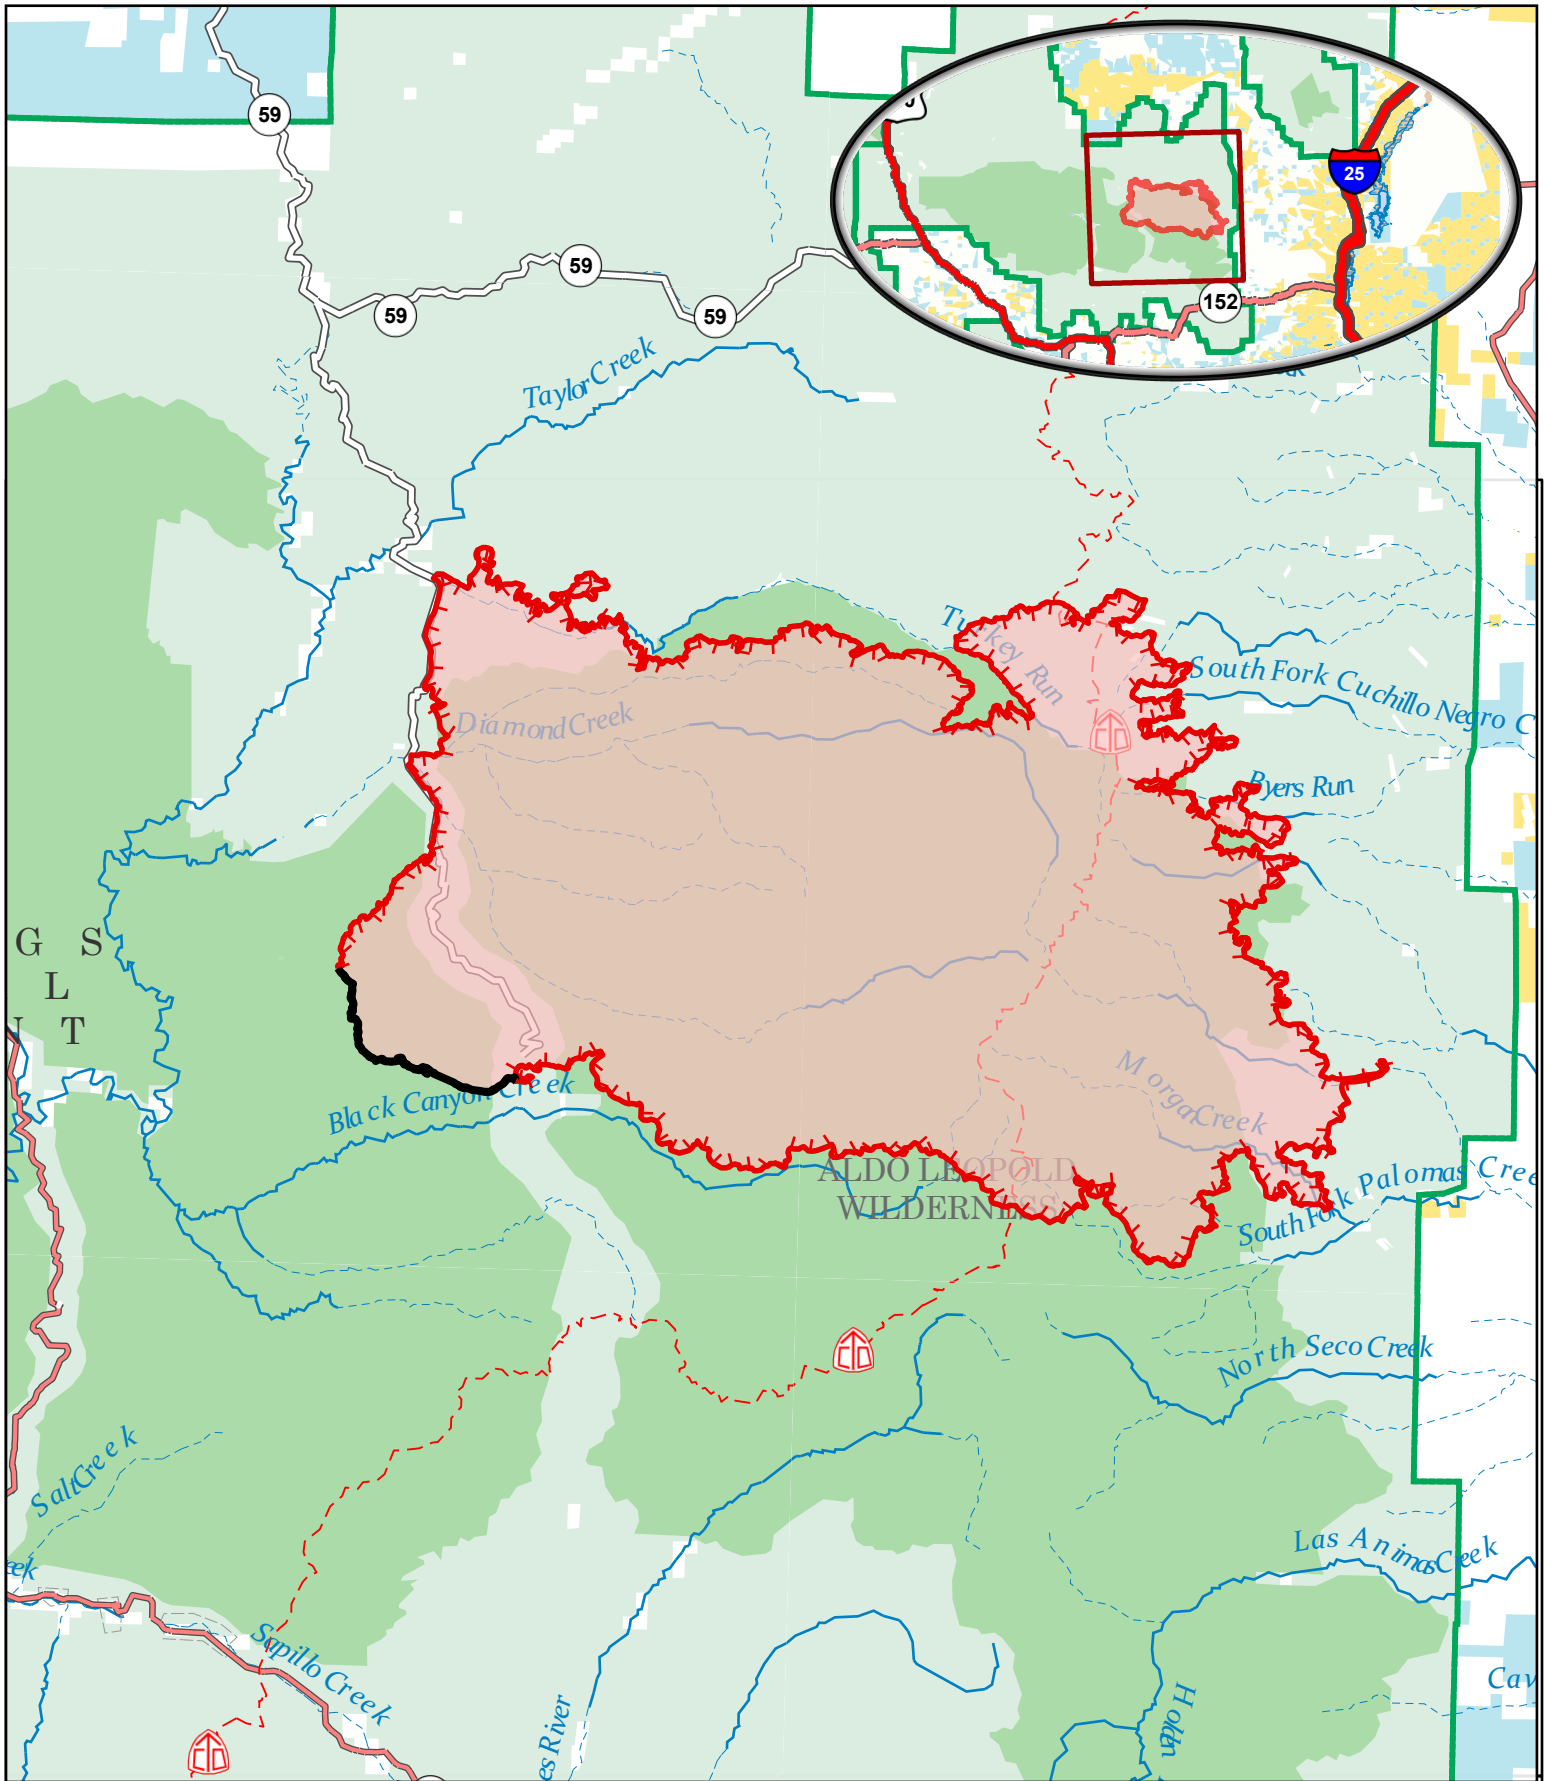 59
59
59
59
25
152
Taylor Creek
Turkey Run
South Fork Cuchillo Negro C
Diamond Creek
Byers Run
G S
L
T
Black Canyon Creek
Morgan Creek
ALDO LEOPOLD
WILDERNESS
South Fork Palomas Cree
North Seco Creek
Salt Creek
Las Animas Creek
eek
Sapillo Creek
es River
Holden
Cav